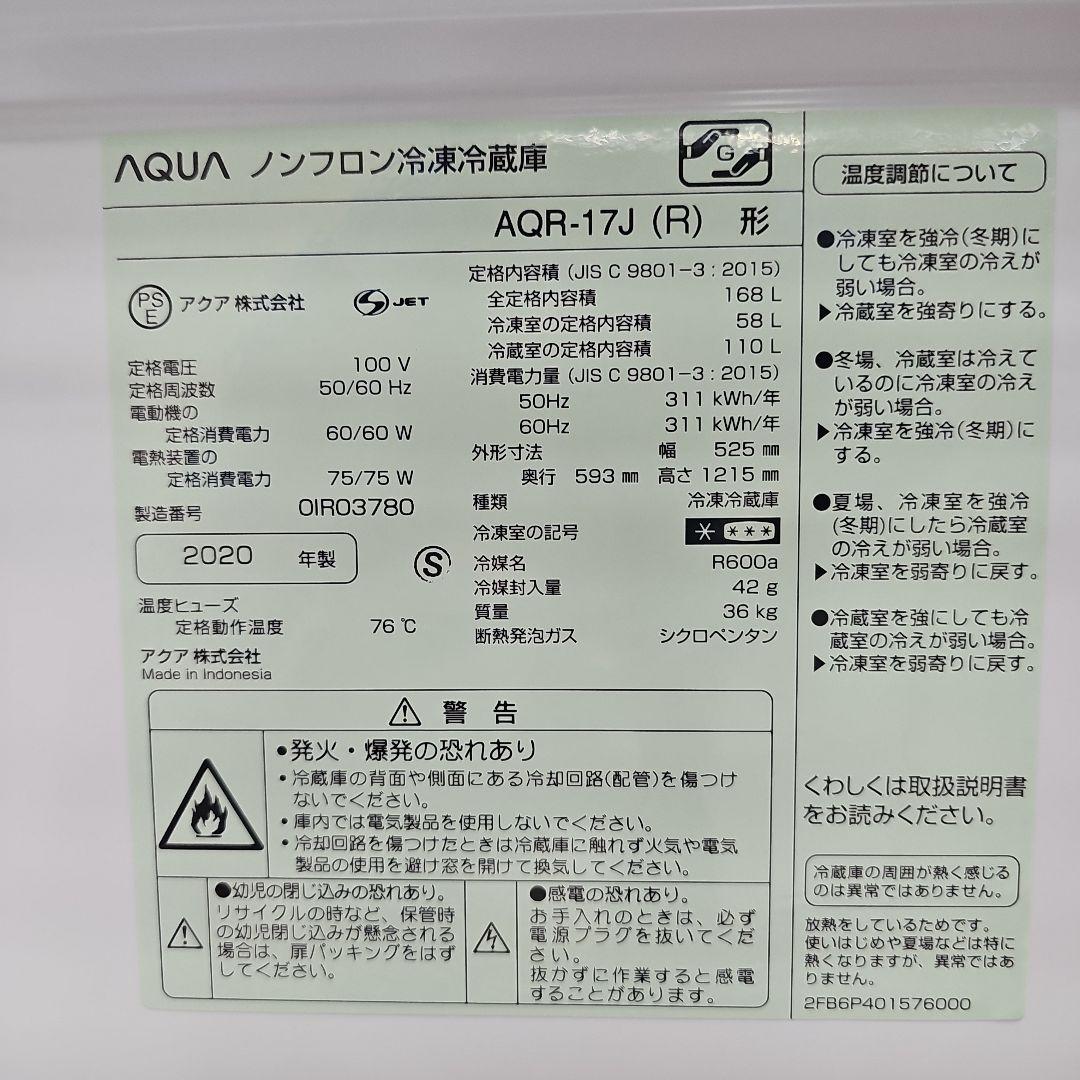 AQUA ノンフロン冷凍冷蔵庫
G
AQR-17J (R) 形
PS
E
アクア 株式会社
S JET
定格電圧 100 V
定格周波数 50/60 Hz
電動機の
定格消費電力 60/60 W
電熱装置の
定格消費電力 75/75 W
製造番号 OIR03780
2020 年製
S
温度ヒューズ
定格動作温度 76 ℃
アクア 株式会社
Made in Indonesia
定格内容積 (JIS C 9801-3 : 2015)
全定格内容積 168 L
冷凍室の定格内容積 58 L
冷蔵室の定格内容積 110 L
消費電力量 (JIS C 9801-3 : 2015)
50Hz 311 kWh/年
60Hz 311 kWh/年
外形寸法 幅 525 mm
奥行 593 mm 高さ 1215 mm
種類 冷凍冷蔵庫
冷凍室の記号 * ***
冷媒名 R600a
冷媒封入量 42 g
質量 36 kg
断熱発泡ガス シクロペンタン
警告
●発火・爆発の恐れあり
・冷蔵庫の背面や側面にある冷却回路(配管)を傷つけ
ないでください。
・庫内では電気製品を使用しないでください。
・冷却回路を傷つけたときは冷蔵庫に触れず火気や電気
製品の使用を避け窓を開けて換気してください。
●幼児の閉じ込みの恐れあり。
リサイクルの時など、保管時
の幼児閉じ込みが懸念される
場合は、扉パッキングをはず
してください。
●感電の恐れあり。
お手入れのときは、必ず
電源プラグを抜いてくだ
さい。
抜かずに作業すると感電
することがあります。
温度調節について
●冷凍室を強冷(冬期)に
しても冷凍室の冷えが
弱い場合。
▶冷蔵室を強寄りにする。
●冬場、冷蔵室は冷えて
いるのに冷凍室の冷え
が弱い場合。
▶冷凍室を強冷(冬期)に
する。
●夏場、冷凍室を強冷
(冬期)にしたら冷蔵室
の冷えが弱い場合。
▶冷凍室を弱寄りに戻す。
●冷蔵室を強にしても冷
蔵室の冷えが弱い場合。
▶冷凍室を弱寄りに戻す。
くわしくは取扱説明書
をお読みください。
冷蔵庫の周囲が熱く感じる
のは異常ではありません。
放熱をしているためです。
使いはじめや夏場などは特に
熱くなりますが、異常ではあ
りません。
2FB6P401576000